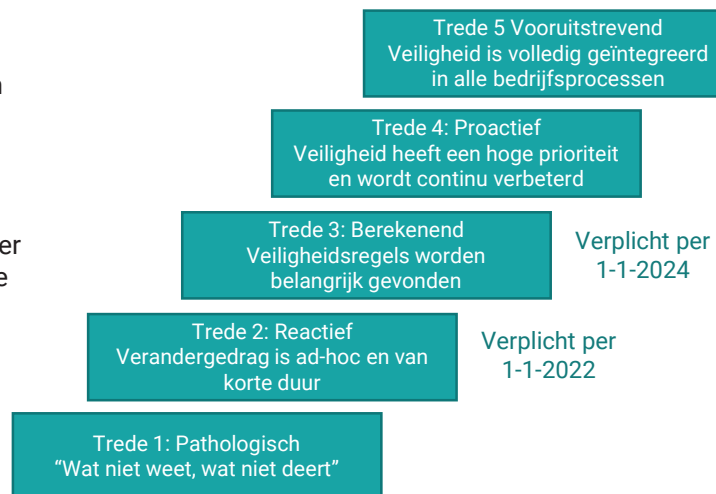 Trede 5 Vooruitstrevend
Veiligheid is volledig geïntegreerd
in alle bedrijfsprocessen
n
Trede 4: Proactief
Veiligheid heeft een hoge prioriteit
en wordt continu verbeterd
er
e
Trede 3: Berekenend
Veiligheidsregels worden
belangrijk gevonden
Verplicht per
1-1-2024
Trede 2: Reactief
Verandergedrag is ad-hoc en van
korte duur
Verplicht per
1-1-2022
Trede 1: Pathologisch
“Wat niet weet, wat niet deert”